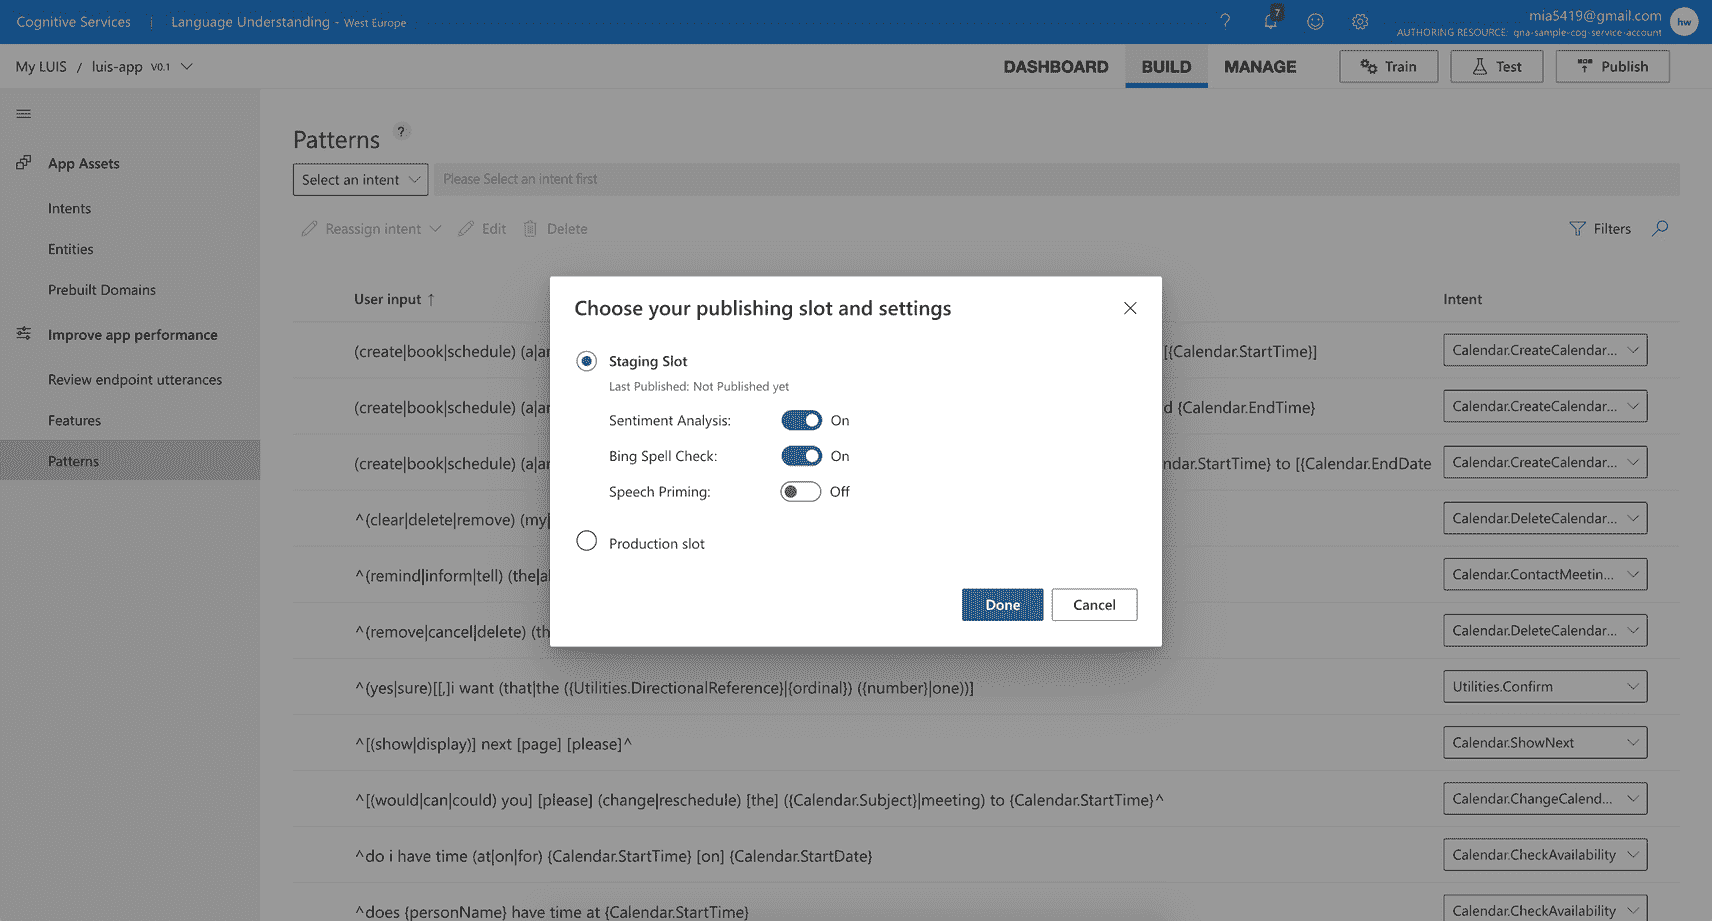 Cognitive Services | Language Understanding - West Europe
? 7 mia5419@gmail.com hw
AUTHORING RESOURCE: gna-sample-cog-service-account
My LUIS / luis-app V0.1
DASHBOARD BUILD MANAGE Train Test Publish
Patterns ?
App Assets
Select an intent Please Select an intent first
Intents
Reassign intent Edit Delete Filters
Entities
Prebuilt Domains
User input ↑ Intent
Choose your publishing slot and settings
Improve app performance
(create|book|schedule) (a|an [{Calendar.StartTime}] Calendar.CreateCalendar...
Staging Slot
Review endpoint utterances
Last Published: Not Published yet
(create|book|schedule) (a|an d {Calendar.EndTime} Calendar.CreateCalendar...
Features
Sentiment Analysis: On
Bing Spell Check: On
Patterns
(create|book|schedule) (a|an ndar.StartTime} to [{Calendar.EndDate Calendar.CreateCalendar...
Speech Priming: Off
^(clear|delete|remove) (my| Calendar.DeleteCalendar...
Production slot
^(remind|inform|tell) (the|al Calendar.ContactMeetin...
Done Cancel
^(remove|cancel|delete) (th Calendar.DeleteCalendar...
^(yes|sure)[[,]i want (that|the ({Utilities.DirectionalReference}|{ordinal}) ({number}|one))] Utilities.Confirm
^[(show|display)] next [page] [please]^ Calendar.ShowNext
^[(would|can|could) you] [please] (change|reschedule) [the] ({Calendar.Subject}|meeting) to {Calendar.StartTime}^ Calendar.ChangeCalend...
^do i have time (at|on|for) {Calendar.StartTime} [on] {Calendar.StartDate} Calendar.CheckAvailability
^does {personName} have time at {Calendar.StartTime} Calendar.CheckAvailability